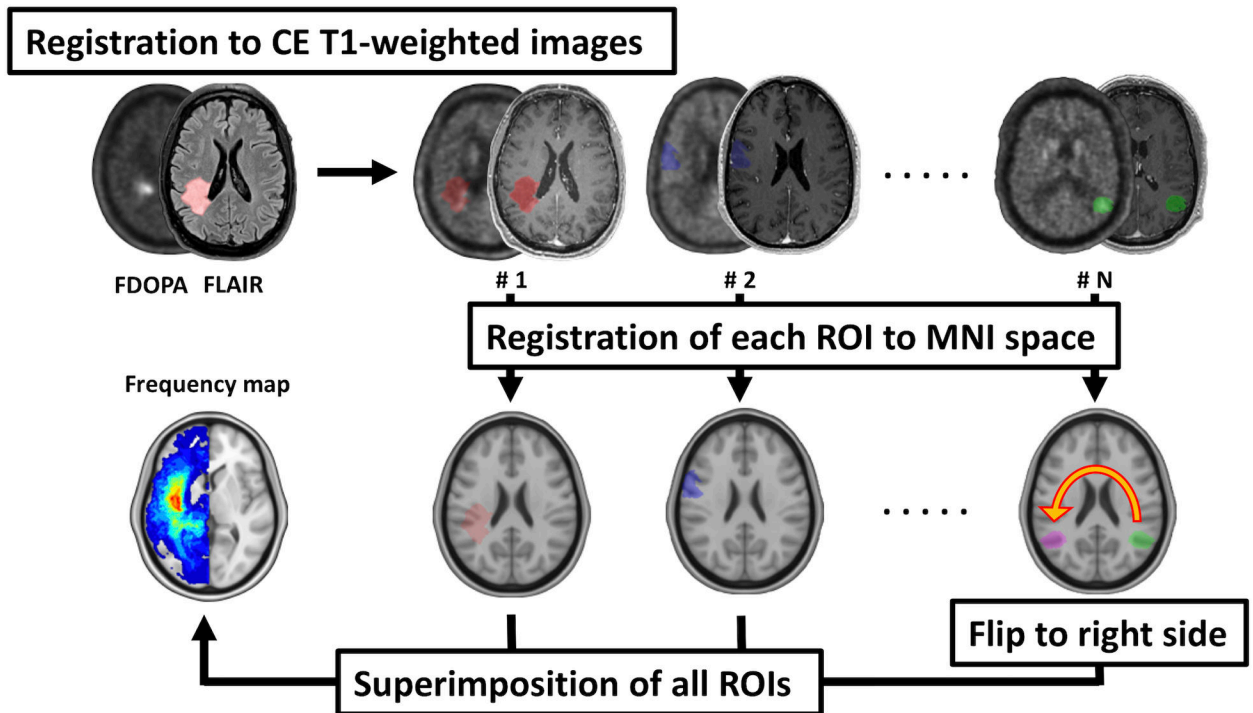 Registration to CE T1-weighted images
FDOPA FLAIR
# 1
# 2
# N
Registration of each ROI to MNI space
Frequency map
Flip to right side
Superimposition of all ROIs